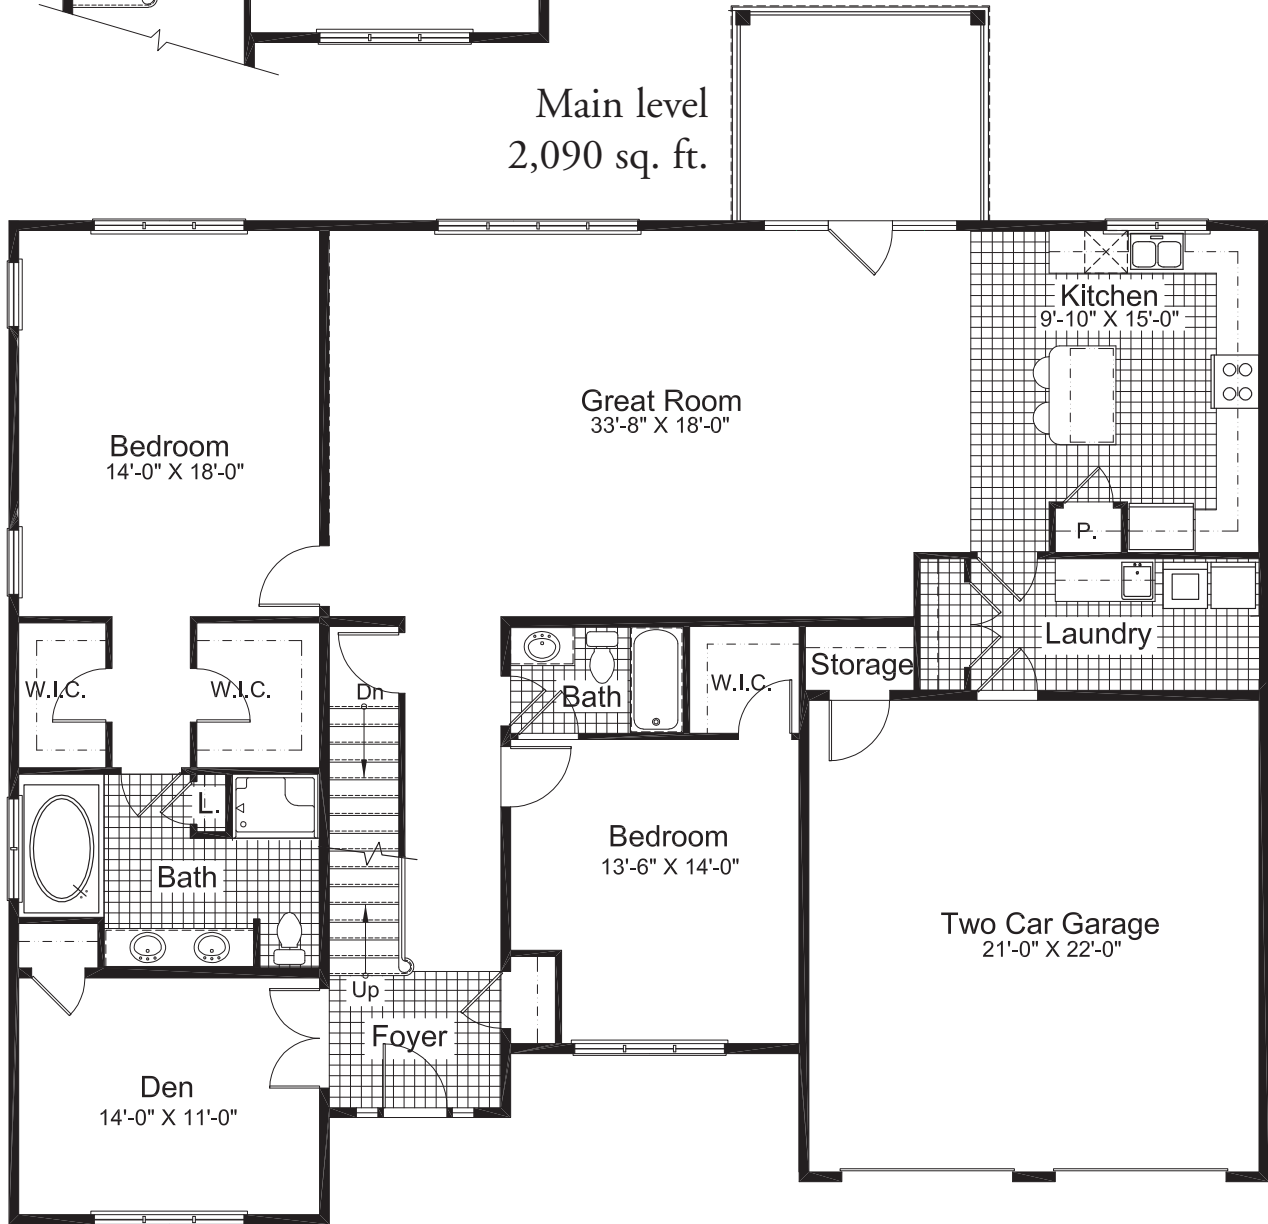 Main level
2,090 sq. ft.
Kitchen
9'-10" X 15'-0"
Great Room
33'-8" X 18'-0"
Bedroom
14'-0" X 18'-0"
P.
Laundry
Storage
W.I.C.
W.I.C.
Dn
Bath
W.I.C.
L.
Bath
Bedroom
13'-6" X 14'-0"
Two Car Garage
21'-0" X 22'-0"
Up
Foyer
Den
14'-0" X 11'-0"